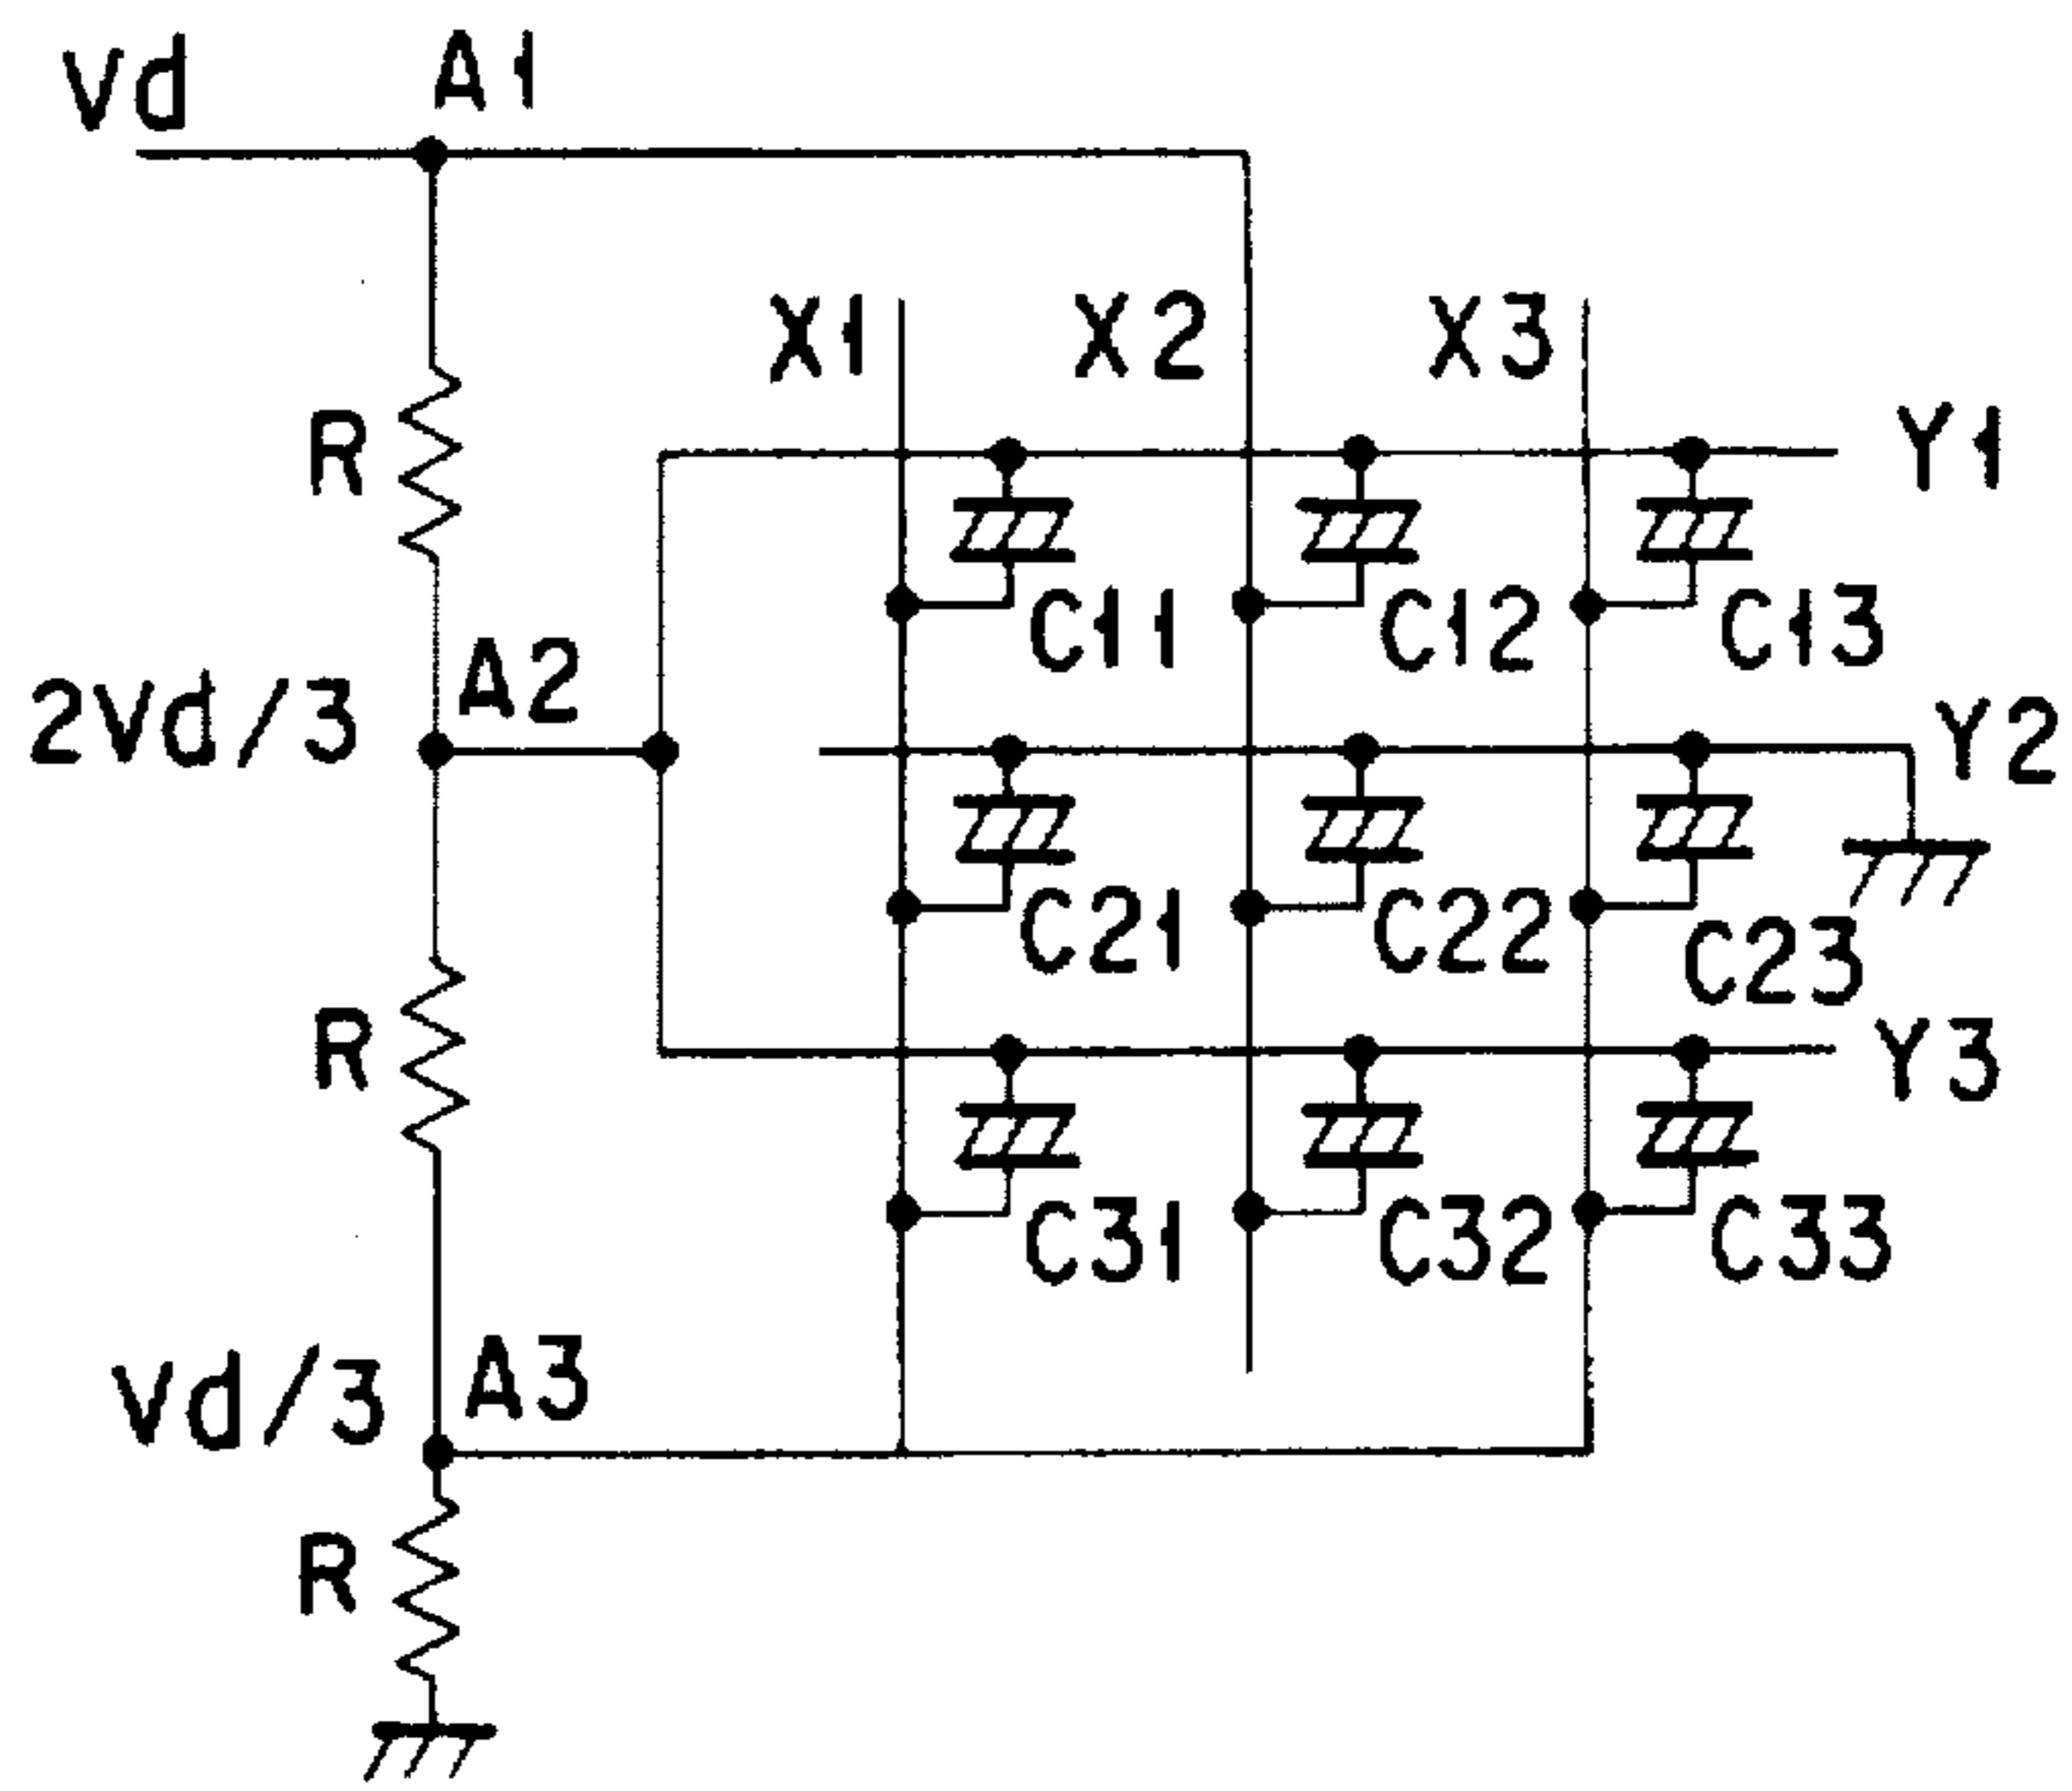 Vd
A1
X1 X2 X3
Y1
R
C11 C12 C13
2Vd/3
A2
Y2
C21 C22 C23
R
Y3
C31 C32 C33
Vd/3
A3
R